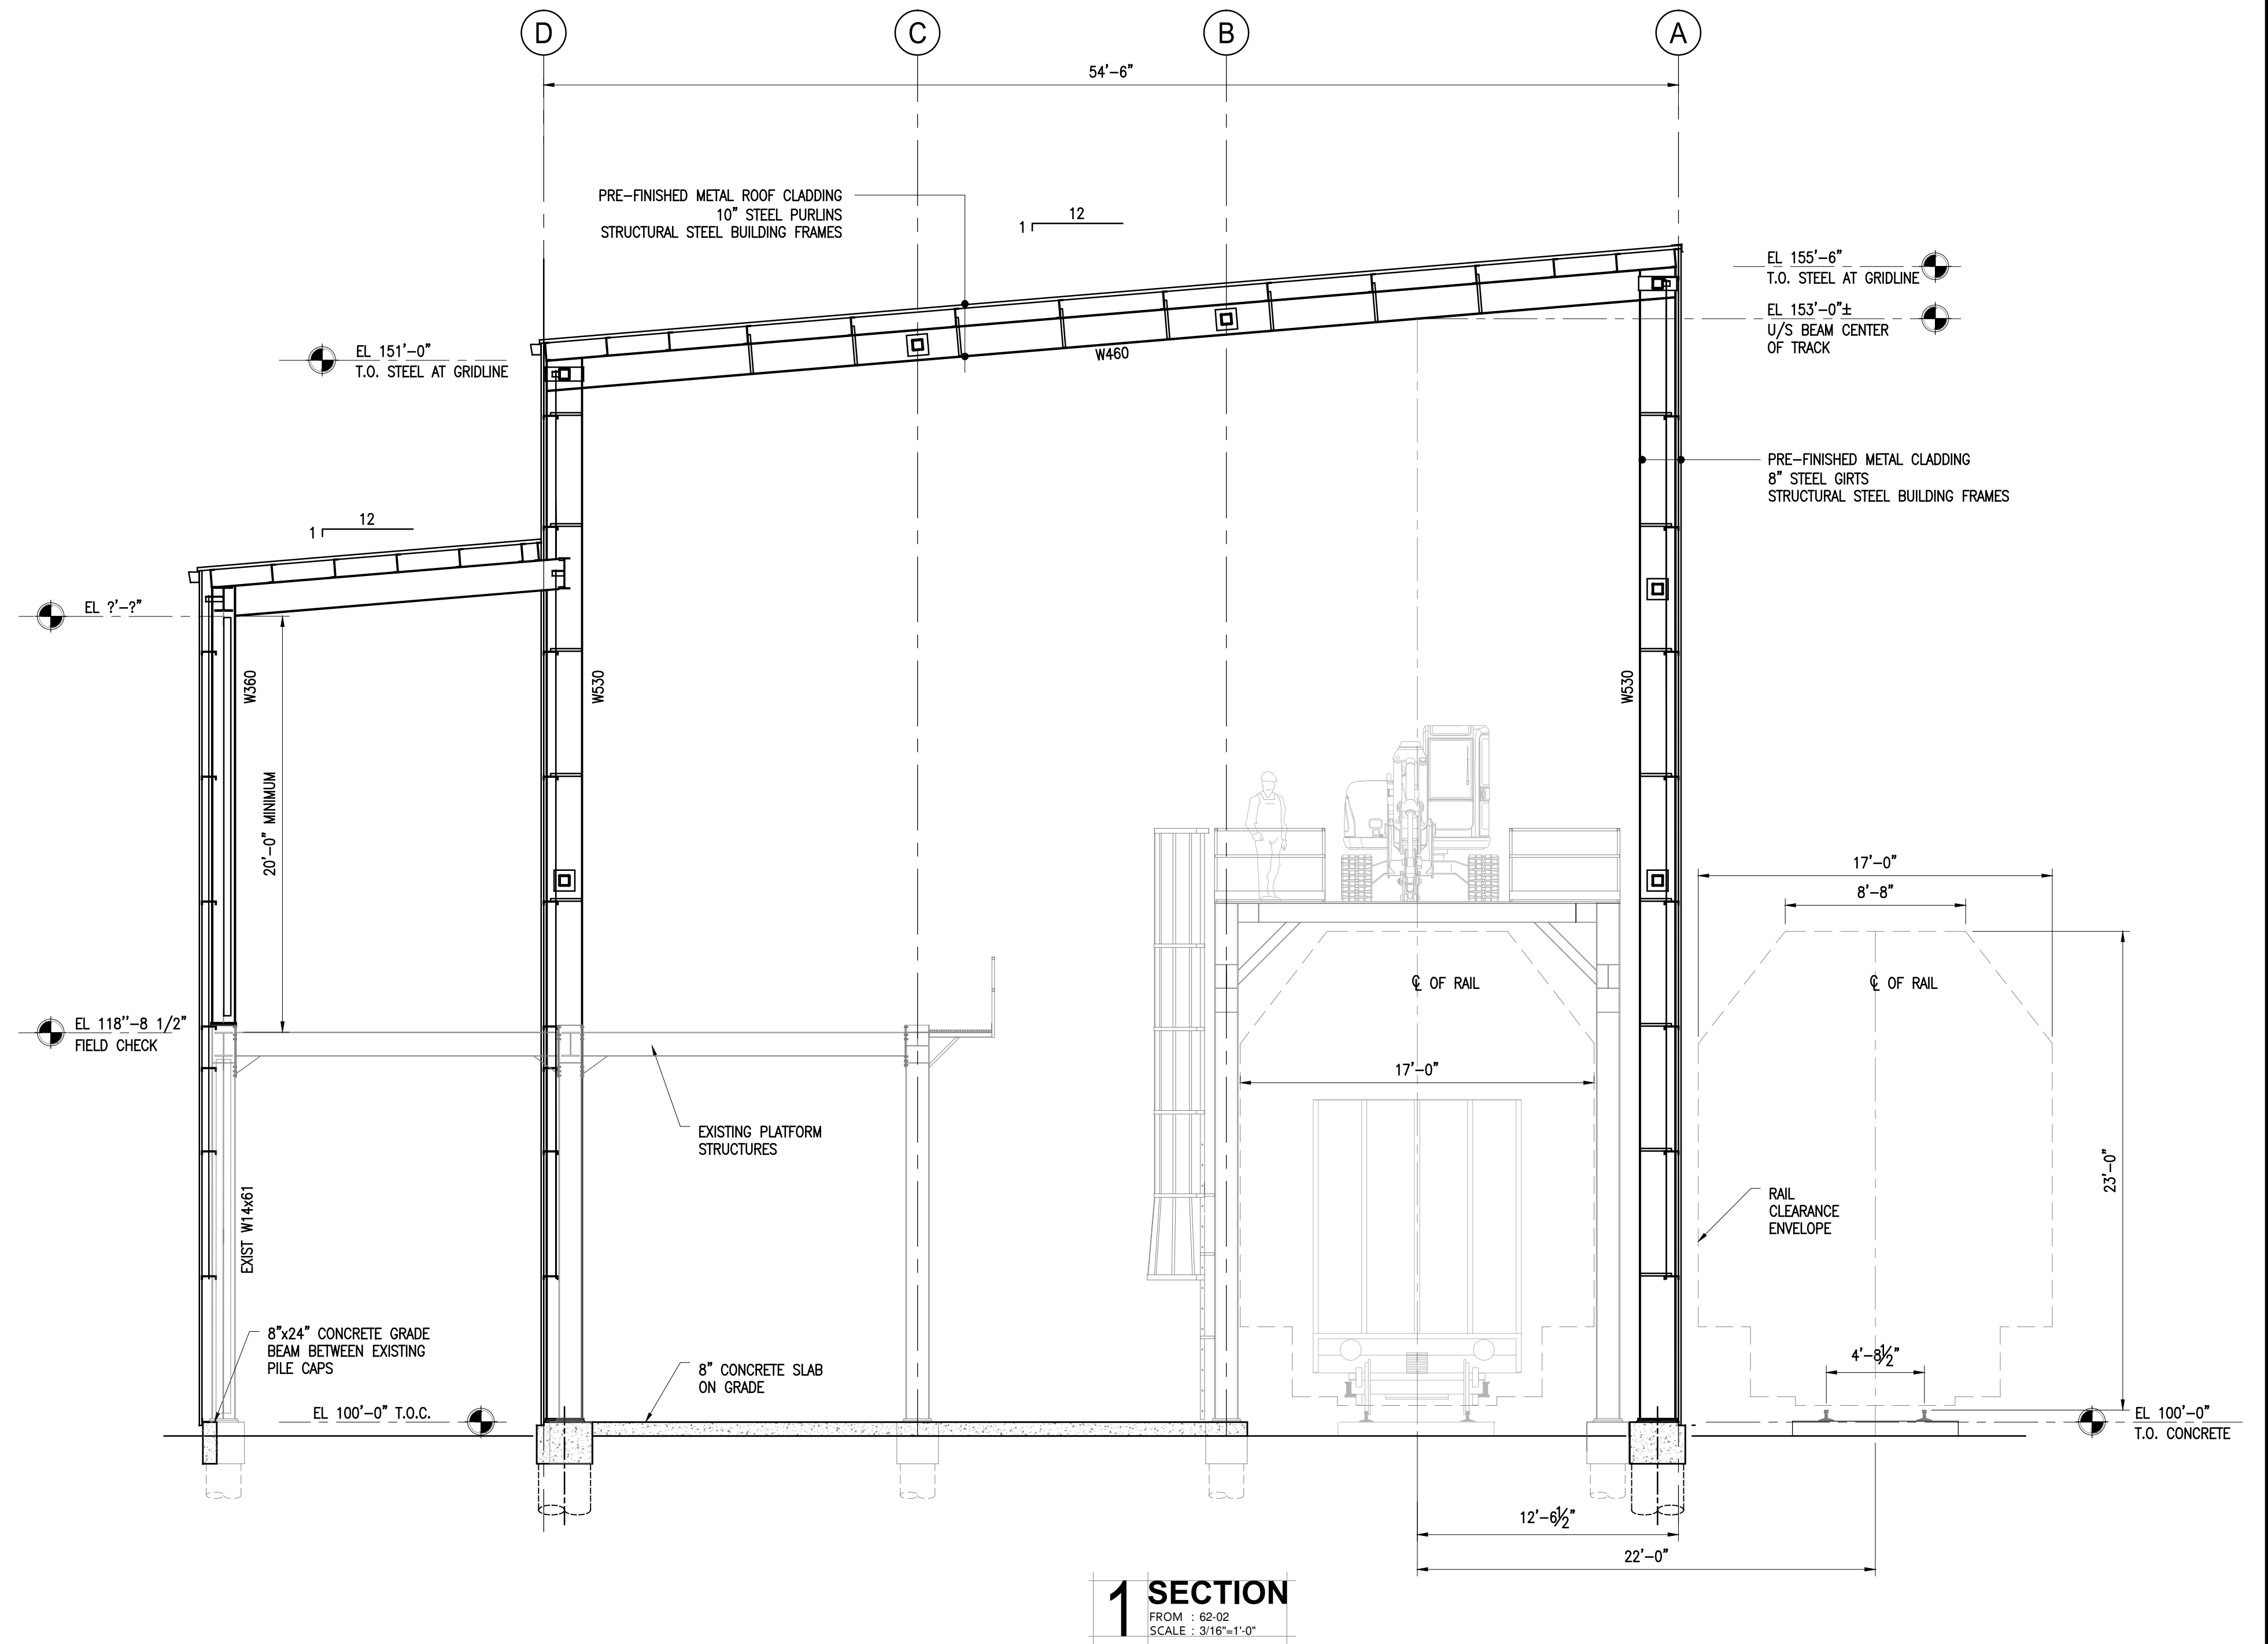 D
C
B
A
54'-6"
PRE-FINISHED METAL ROOF CLADDING
10" STEEL PURLINS
STRUCTURAL STEEL BUILDING FRAMES
12
1
EL 155'-6"
T.O. STEEL AT GRIDLINE
EL 153'-0"±
U/S BEAM CENTER
OF TRACK
EL 151'-0"
T.O. STEEL AT GRIDLINE
W460
PRE-FINISHED METAL CLADDING
8" STEEL GIRTS
STRUCTURAL STEEL BUILDING FRAMES
12
1
EL ?'-?"
W360
W530
W530
20'-0" MINIMUM
17'-0"
8'-8"
℄ OF RAIL
℄ OF RAIL
EL 118"-8 1/2"
FIELD CHECK
17'-0"
EXISTING PLATFORM
STRUCTURES
23'-0"
EXIST W14x61
RAIL
CLEARANCE
ENVELOPE
8"x24" CONCRETE GRADE
BEAM BETWEEN EXISTING
PILE CAPS
8" CONCRETE SLAB
ON GRADE
4'-8½"
EL 100'-0" T.O.C.
EL 100'-0"
T.O. CONCRETE
12'-6½"
22'-0"
1 SECTION
FROM : 62-02
SCALE : 3/16"=1'-0"